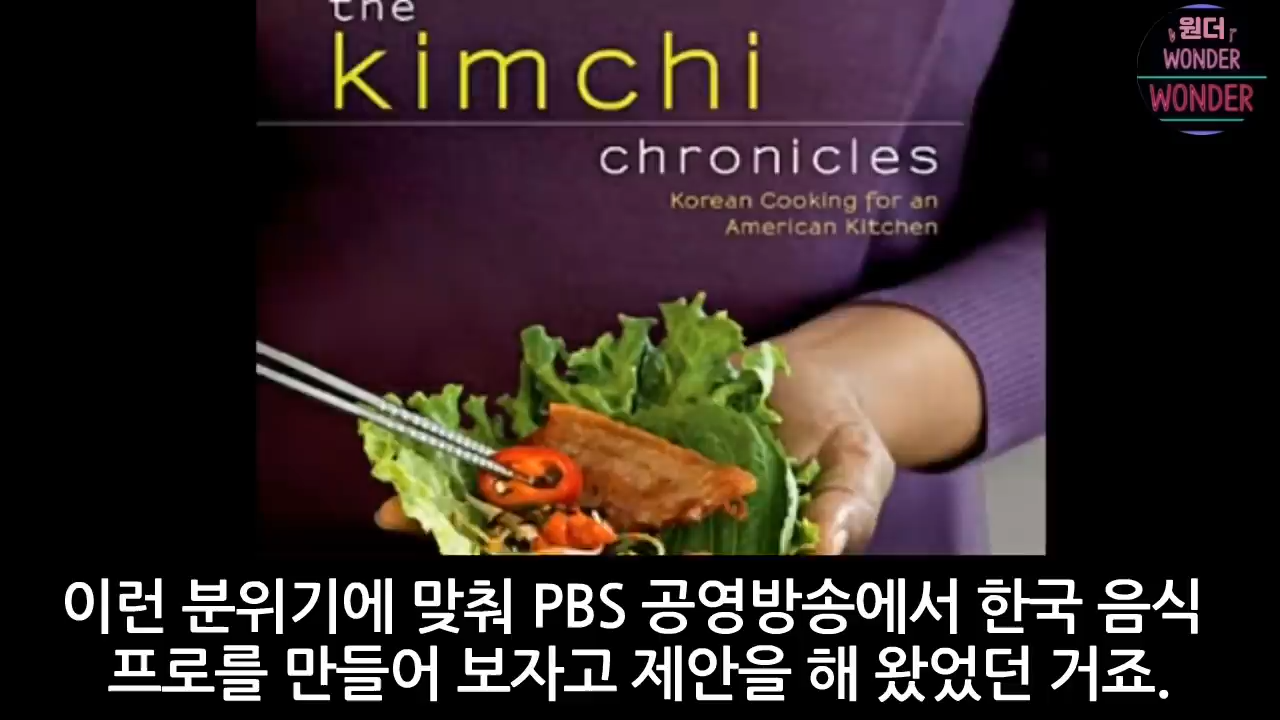 the
kimchi
chronicles
Korean Cooking for an
American Kitchen
원더
WONDER
WONDER
이런 분위기에 맞춰 PBS 공영방송에서 한국 음식
프로를 만들어 보자고 제안을 해 왔었던 거죠.